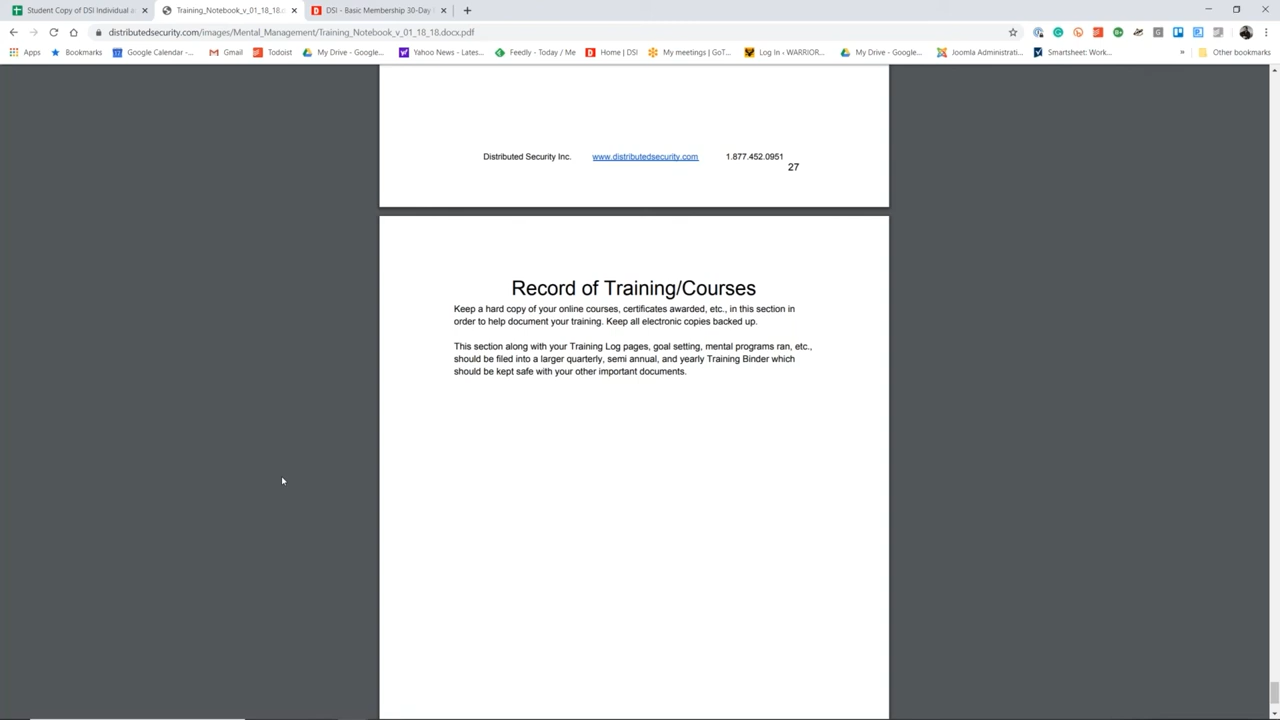 Student Copy of DSI Individual a
Training_Notebook_v_01_18_18.
DSI - Basic Membership 30-Day
distributedsecurity.com/images/Mental_Management/Training_Notebook_v_01_18_18.docx.pdf
Apps
Bookmarks
Google Calendar -...
Gmail
Todoist
My Drive - Google...
Yahoo News - Lates...
Feedly - Today / Me
Home | DSI
My meetings | GoT...
Log In - WARRIOR...
My Drive - Google...
Joomla Administrati...
Smartsheet: Work...
»
Other bookmarks
Distributed Security Inc. www.distributedsecurity.com 1.877.452.0951
27
Record of Training/Courses
Keep a hard copy of your online courses, certificates awarded, etc., in this section in
order to help document your training. Keep all electronic copies backed up.
This section along with your Training Log pages, goal setting, mental programs ran, etc.,
should be filed into a larger quarterly, semi annual, and yearly Training Binder which
should be kept safe with your other important documents.